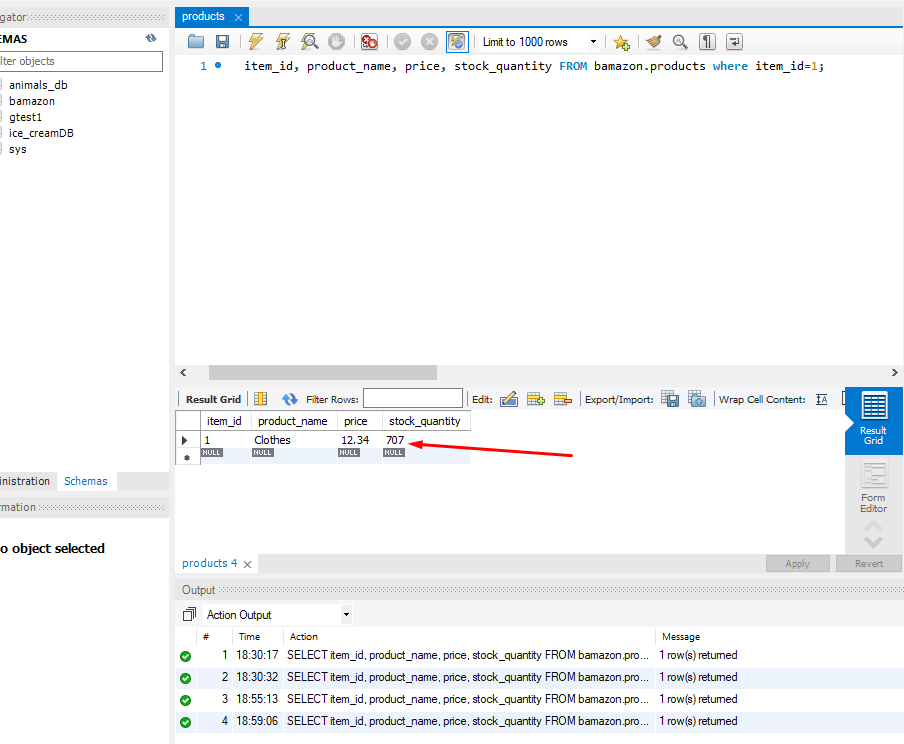 gator
products
EMAS
lter objects
animals_db
bamazon
gtest1
ice_creamDB
sys
Limit to 1000 rows
1 item_id, product_name, price, stock_quantity FROM bamazon.products where item_id=1;
Result Grid Filter Rows: Edit: Export/Import: Wrap Cell Content:
item_id product_name price stock_quantity
1 Clothes 12.34 707
NULL NULL NULL NULL
Result
Grid
Form
Editor
inistration Schemas
rmation
o object selected
products 4
Apply Revert
Output
Action Output
# Time Action Message
1 18:30:17 SELECT item_id, product_name, price, stock_quantity FROM bamazon.pro... 1 row(s) returned
2 18:30:32 SELECT item_id, product_name, price, stock_quantity FROM bamazon.pro... 1 row(s) returned
3 18:55:13 SELECT item_id, product_name, price, stock_quantity FROM bamazon.pro... 1 row(s) returned
4 18:59:06 SELECT item_id, product_name, price, stock_quantity FROM bamazon.pro... 1 row(s) returned